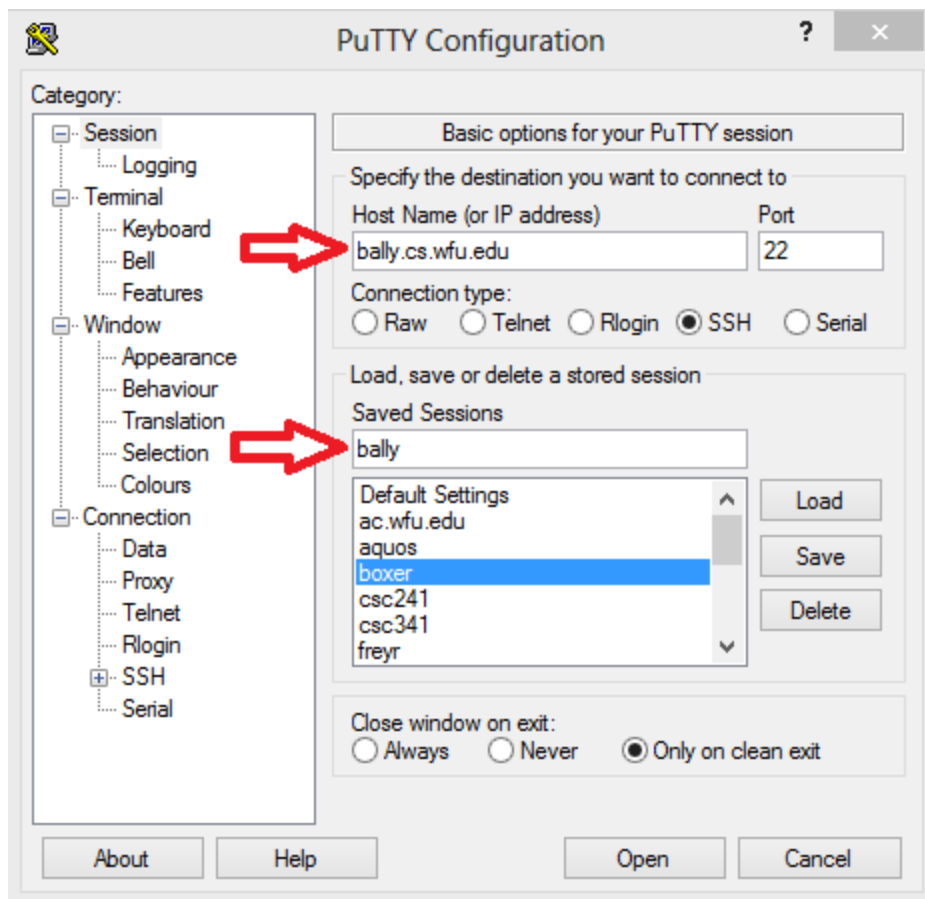 PuTTY Configuration ? ×
Category:
Session
Logging
Terminal
Keyboard
Bell
Features
Window
Appearance
Behaviour
Translation
Selection
Colours
Connection
Data
Proxy
Telnet
Rlogin
SSH
Serial
Basic options for your PuTTY session
Specify the destination you want to connect to
Host Name (or IP address) Port
bally.cs.wfu.edu 22
Connection type:
Raw Telnet Rlogin SSH Serial
Load, save or delete a stored session
Saved Sessions
bally
Default Settings
ac.wfu.edu
aquos
boxer
csc241
csc341
freyr
Load
Save
Delete
Close window on exit:
Always Never Only on clean exit
About Help Open Cancel